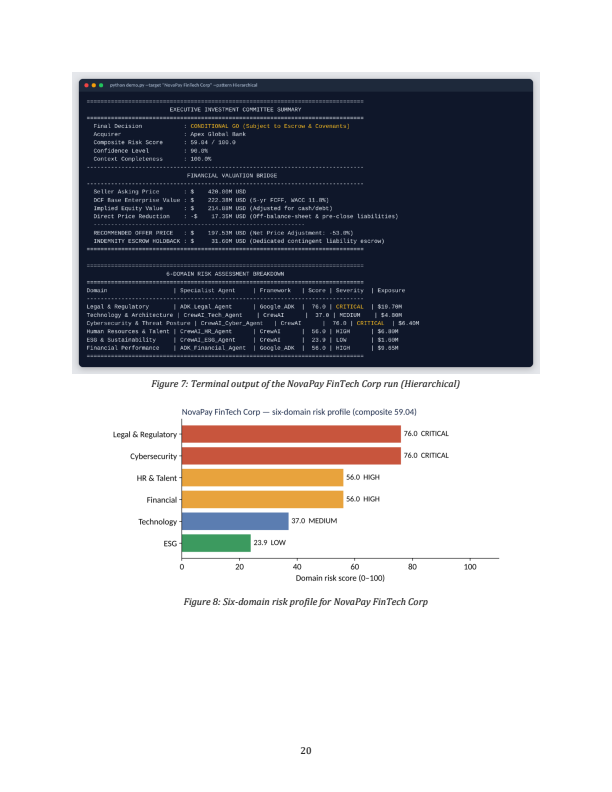 python demo.py --target "NovaPay FinTech Corp" --pattern Hierarchical
================================================================================
EXECUTIVE INVESTMENT COMMITTEE SUMMARY
================================================================================
Final Decision : CONDITIONAL GO (Subject to Escrow & Covenants)
Acquirer : Apex Global Bank
Composite Risk Score : 59.04 / 100.0
Confidence Level : 90.0%
Context Completeness : 100.0%
--------------------------------------------------------------------------------
FINANCIAL VALUATION BRIDGE
--------------------------------------------------------------------------------
Seller Asking Price : $ 420.00M USD
DCF Base Enterprise Value : $ 222.38M USD (5-yr FCFF, WACC 11.8%)
Implied Equity Value : $ 214.88M USD (Adjusted for cash/debt)
Direct Price Reduction : -$ 17.35M USD (Off-balance-sheet & pre-close liabilities)
--------------------------------------------------------------
RECOMMENDED OFFER PRICE : $ 197.53M USD (Net Price Adjustment: -53.0%)
INDEMNITY ESCROW HOLDBACK : $ 31.60M USD (Dedicated contingent liability escrow)
================================================================================
================================================================================
6-DOMAIN RISK ASSESSMENT BREAKDOWN
================================================================================
Domain | Specialist Agent | Framework | Score | Severity | Exposure
--------------------------------------------------------------------------------
Legal & Regulatory | ADK_Legal_Agent | Google ADK | 76.0 | CRITICAL | $19.70M
Technology & Architecture | CrewAI_Tech_Agent | CrewAI | 37.0 | MEDIUM | $4.90M
Cybersecurity & Threat Posture | CrewAI_Cyber_Agent | CrewAI | 76.0 | CRITICAL | $6.40M
Human Resources & Talent | CrewAI_HR_Agent | CrewAI | 56.0 | HIGH | $6.80M
ESG & Sustainability | CrewAI_ESG_Agent | CrewAI | 23.9 | LOW | $1.60M
Financial Performance | ADK_Financial_Agent | Google ADK | 56.0 | HIGH | $9.65M
================================================================================
Figure 7: Terminal output of the NovaPay FinTech Corp run (Hierarchical)
NovaPay FinTech Corp — six-domain risk profile (composite 59.04)
Legal & Regulatory 76.0 CRITICAL
Cybersecurity 76.0 CRITICAL
HR & Talent 56.0 HIGH
Financial 56.0 HIGH
Technology 37.0 MEDIUM
ESG 23.9 LOW
0 20 40 60 80 100
Domain risk score (0–100)
Figure 8: Six-domain risk profile for NovaPay FinTech Corp
20